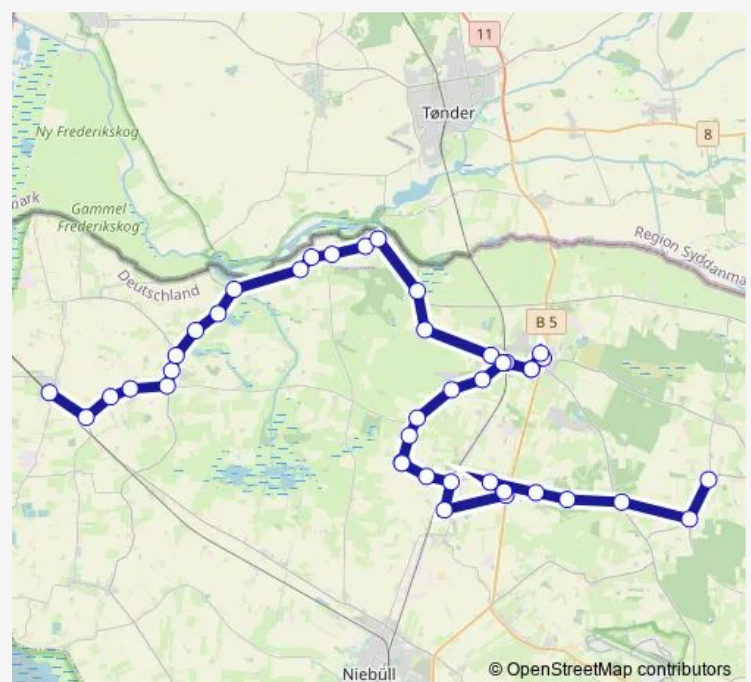 11
Tønder
Ny Frederikskog
8
mark
Gammel
Frederikskog
Region Syddanma
Deutschland
B 5
Niebüll
© OpenStreetMap contributors